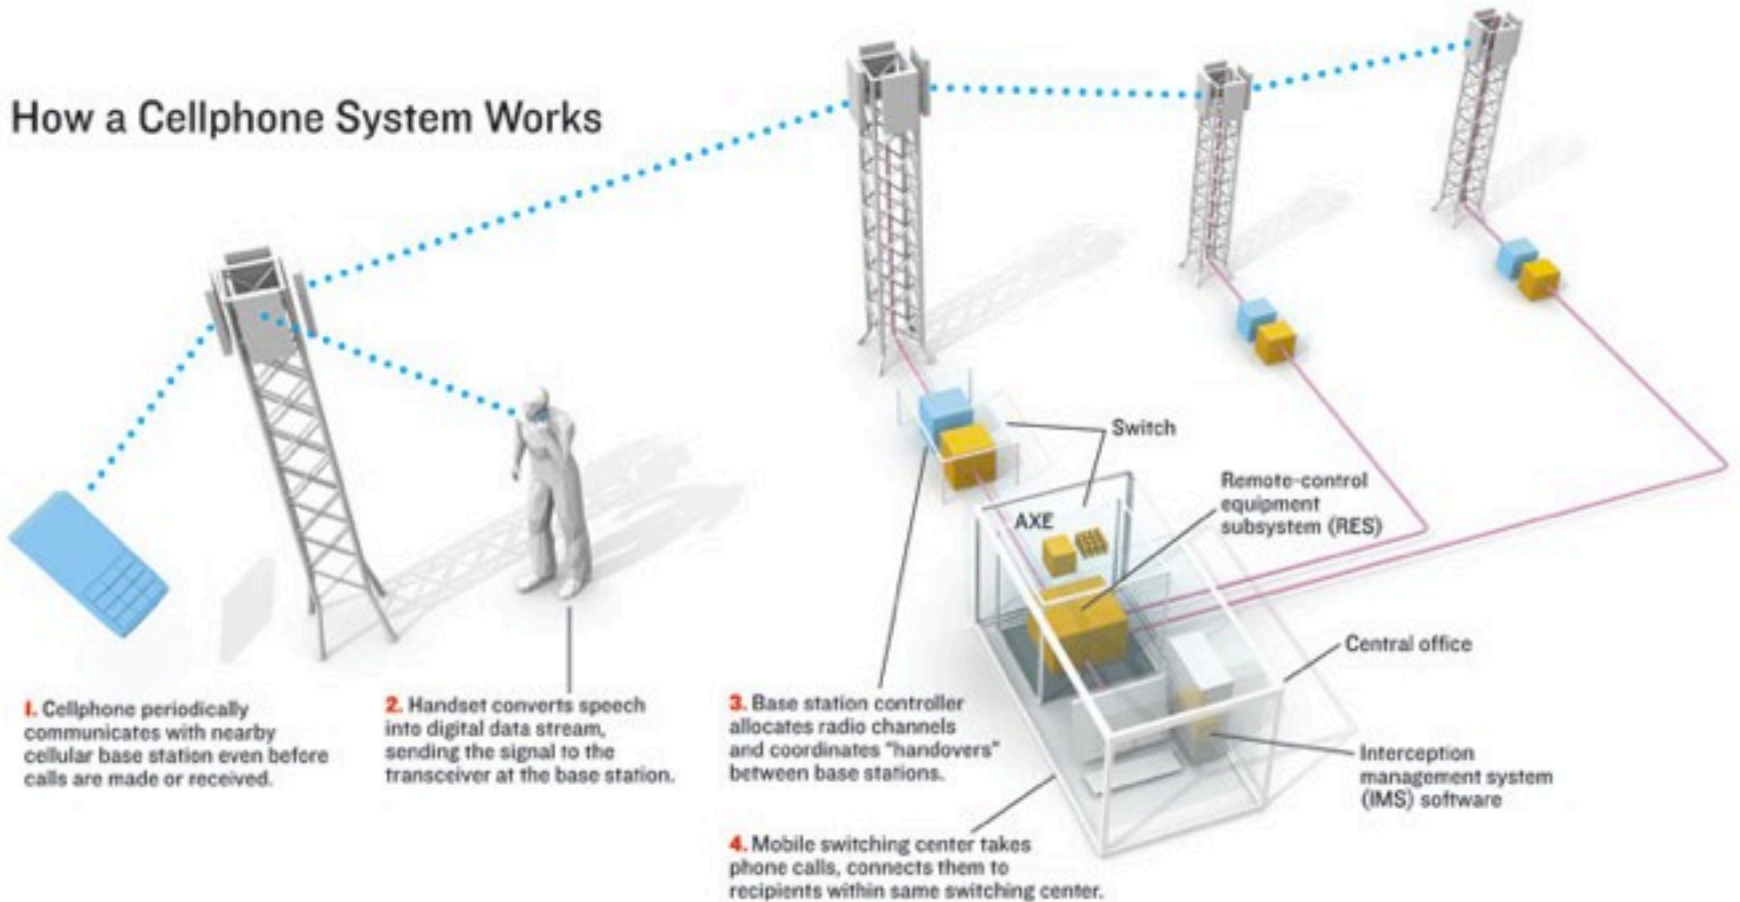 How a Cellphone System Works
Switch
Remote-control
equipment
subsystem (RES)
AXE
Central office
Interception
management system
(IMS) software
1. Cellphone periodically
communicates with nearby
cellular base station even before
calls are made or received.
2. Handset converts speech
into digital data stream,
sending the signal to the
transceiver at the base station.
3. Base station controller
allocates radio channels
and coordinates “handovers”
between base stations.
4. Mobile switching center takes
phone calls, connects them to
recipients within same switching center.